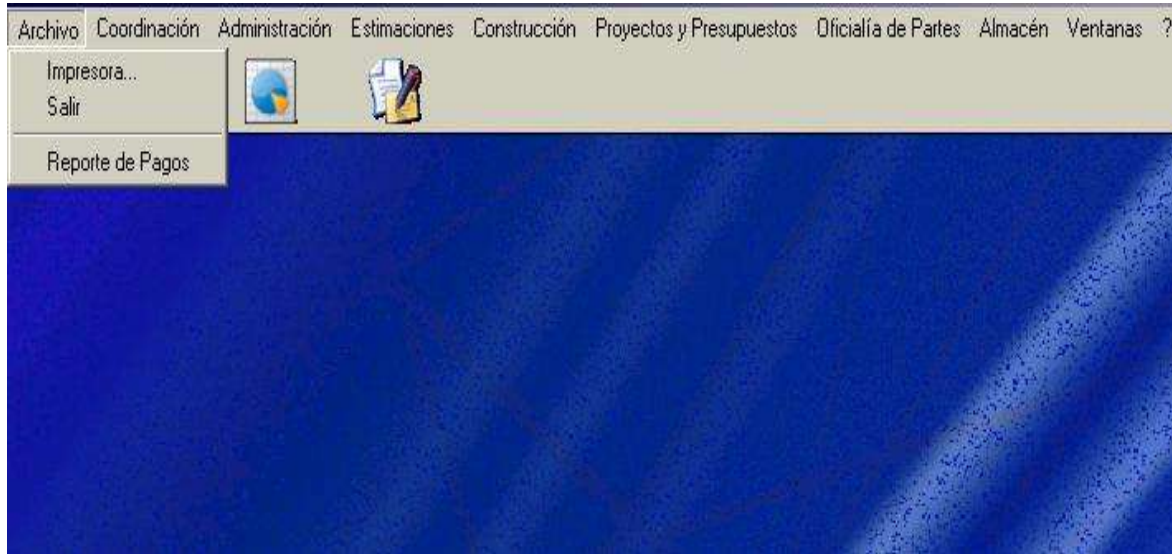 Archivo Coordinación Administración Estimaciones Construcción Proyectos y Presupuestos Oficialía de Partes Almacén Ventanas ?
Impresora...
Salir
Reporte de Pagos